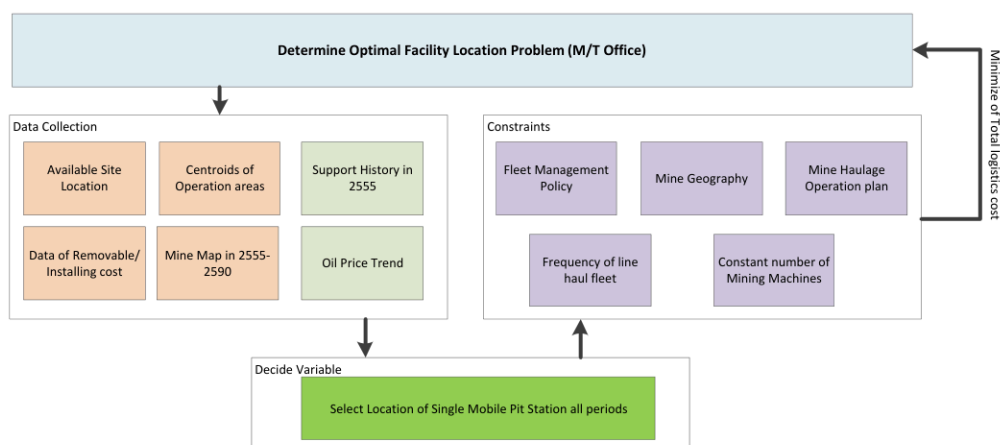 Determine Optimal Facility Location Problem (M/T Office)
Minimize of Total logistics cost
Data Collection
Available Site
Location
Centroids of
Operation areas
Support History in
2555
Data of Removable/
Installing cost
Mine Map in 2555-
2590
Oil Price Trend
Constraints
Fleet Management
Policy
Mine Geography
Mine Haulage
Operation plan
Frequency of line
haul fleet
Constant number of
Mining Machines
Decide Variable
Select Location of Single Mobile Pit Station all periods